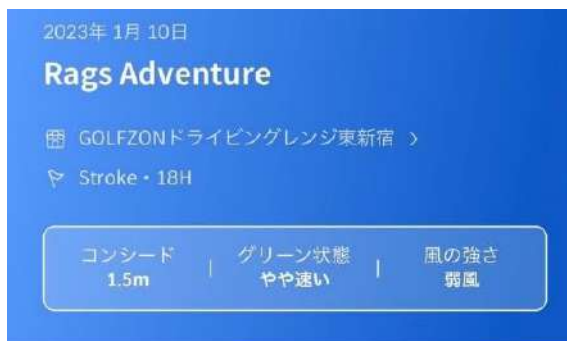 2023年 1月 10日
Rags Adventure
GOLFZONドライビングレンジ東新宿 >
Stroke・18H
コンシード | グリーン状態 | 風の強さ
1.5m やや速い 弱風